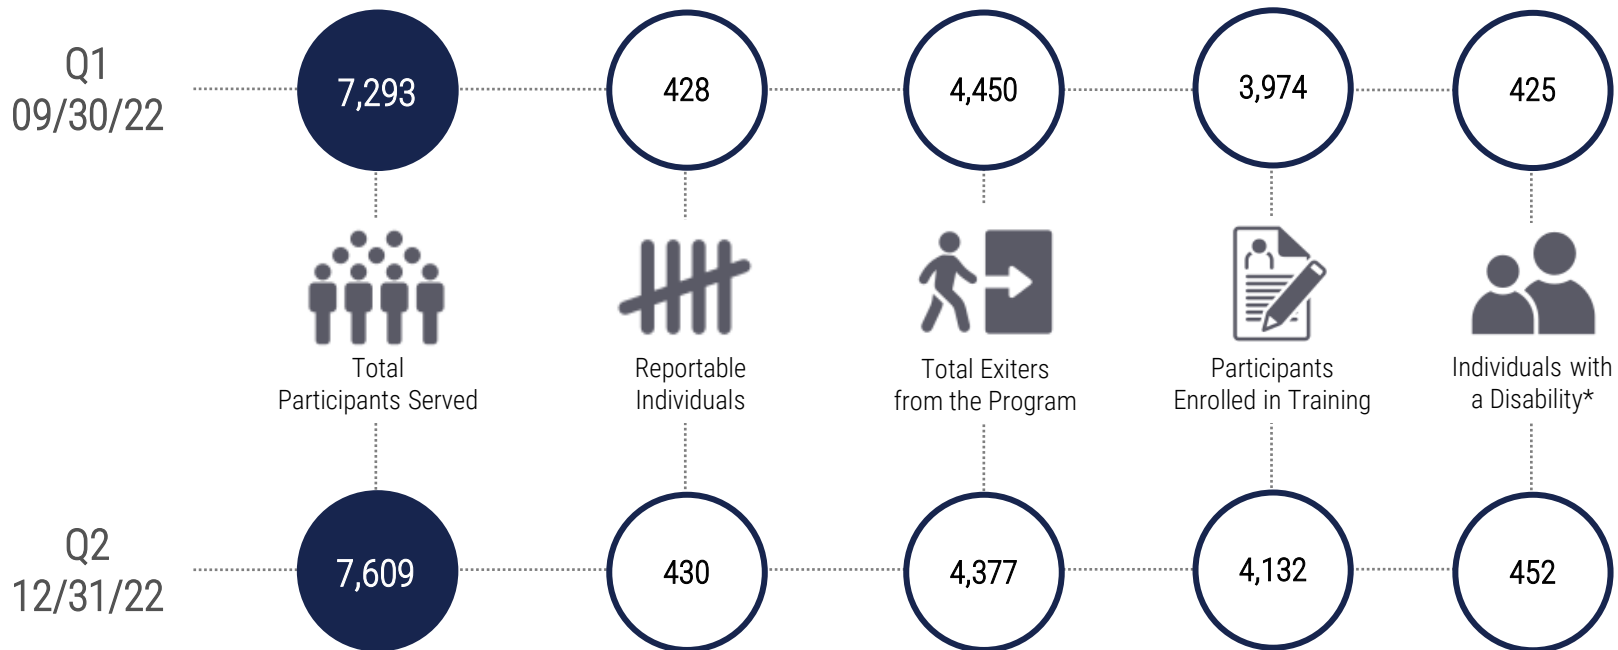 Q1
09/30/22
7,293
428
4,450
3,974
425
Total
Participants Served
Reportable
Individuals
Total Exiters
from the Program
Participants
Enrolled in Training
Individuals with
a Disability*
Q2
12/31/22
7,609
430
4,377
4,132
452